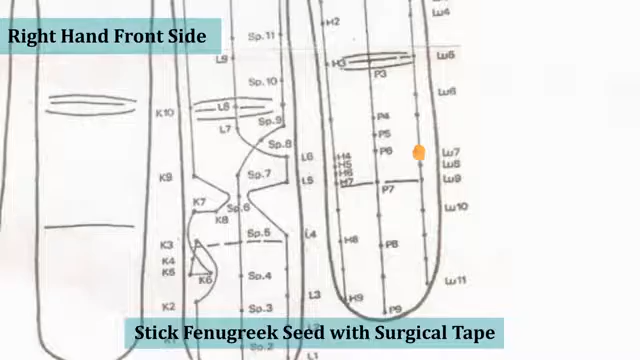 Right Hand Front Side
H2
Lu4
Sp.11
L9
H3
P3
Lu5
Sp.10
Lu6
K10
L8
P4
L7
Sp.9
P5
Sp.8
P6
Lu7
L6
H4
H5
Lu8
K9
Sp.7
L5
H6
H7
P7
Lu9
K7
K8
Sp.6
Lu10
K3
Sp.5
L4
H8
P8
K4
K5
K6
Sp.4
Lu11
K2
Sp.3
L3
H9
P9
Stick Fenugreek Seed with Surgical Tape
Sp.2
L1